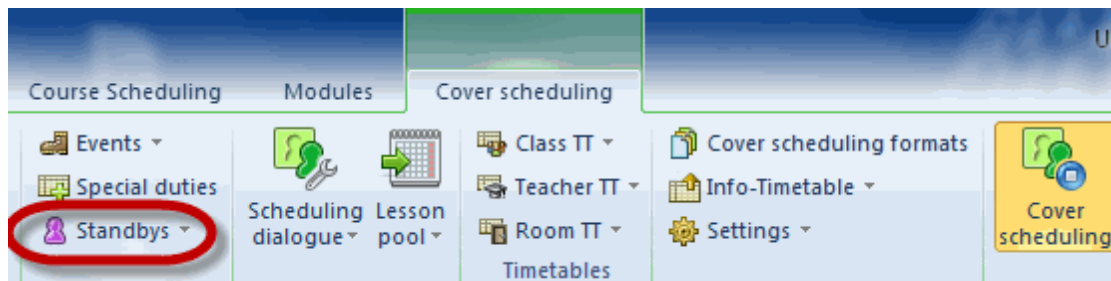 U
Course Scheduling Modules Cover scheduling
Events
Special duties
Standbys
Scheduling
dialogue
Lesson
pool
Class TT
Teacher TT
Room TT
Timetables
Cover scheduling formats
Info-Timetable
Settings
Cover
scheduling